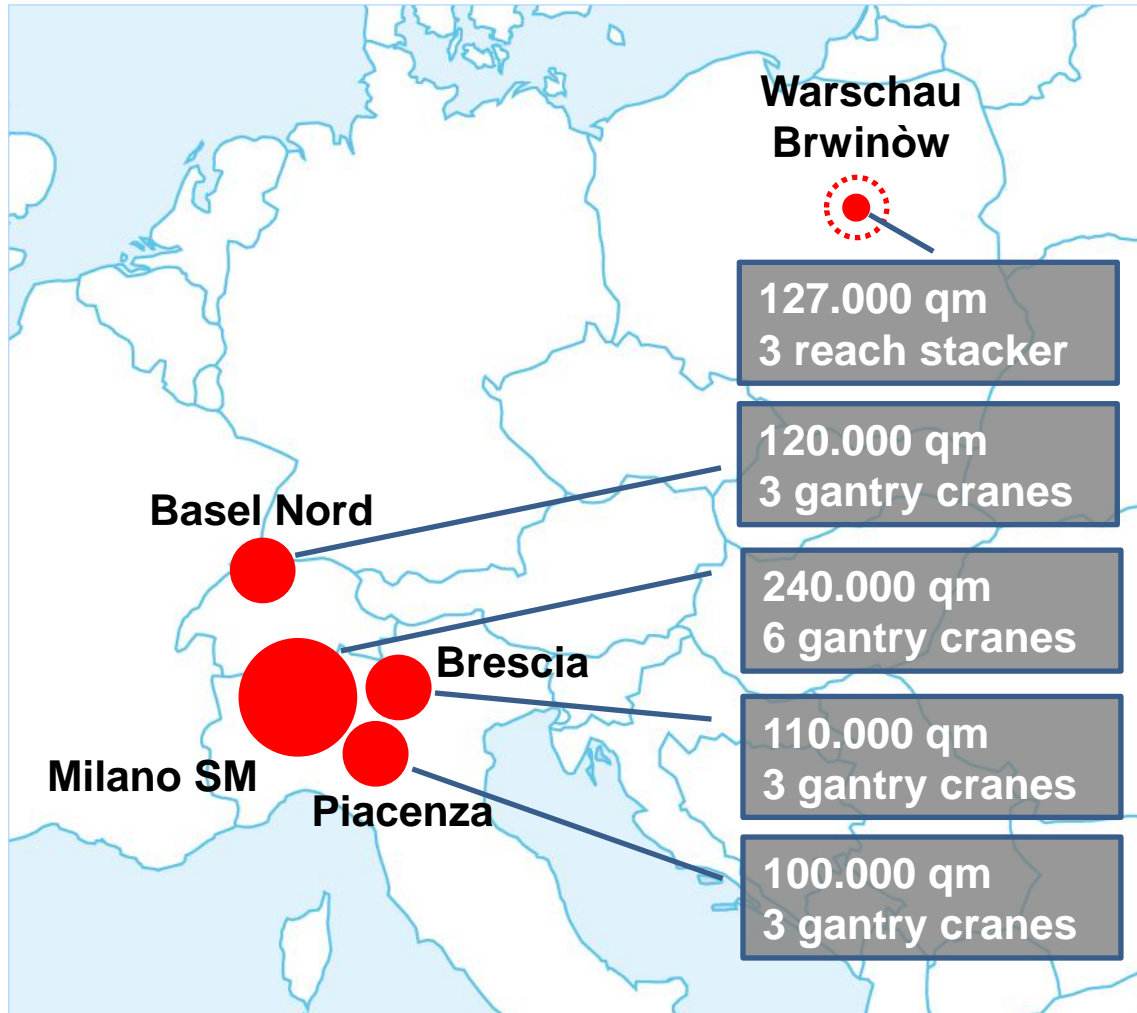 Warschau
Brwinòw
127.000 qm
3 reach stacker
120.000 qm
3 gantry cranes
Basel Nord
240.000 qm
6 gantry cranes
Brescia
110.000 qm
3 gantry cranes
Milano SM
Piacenza
100.000 qm
3 gantry cranes